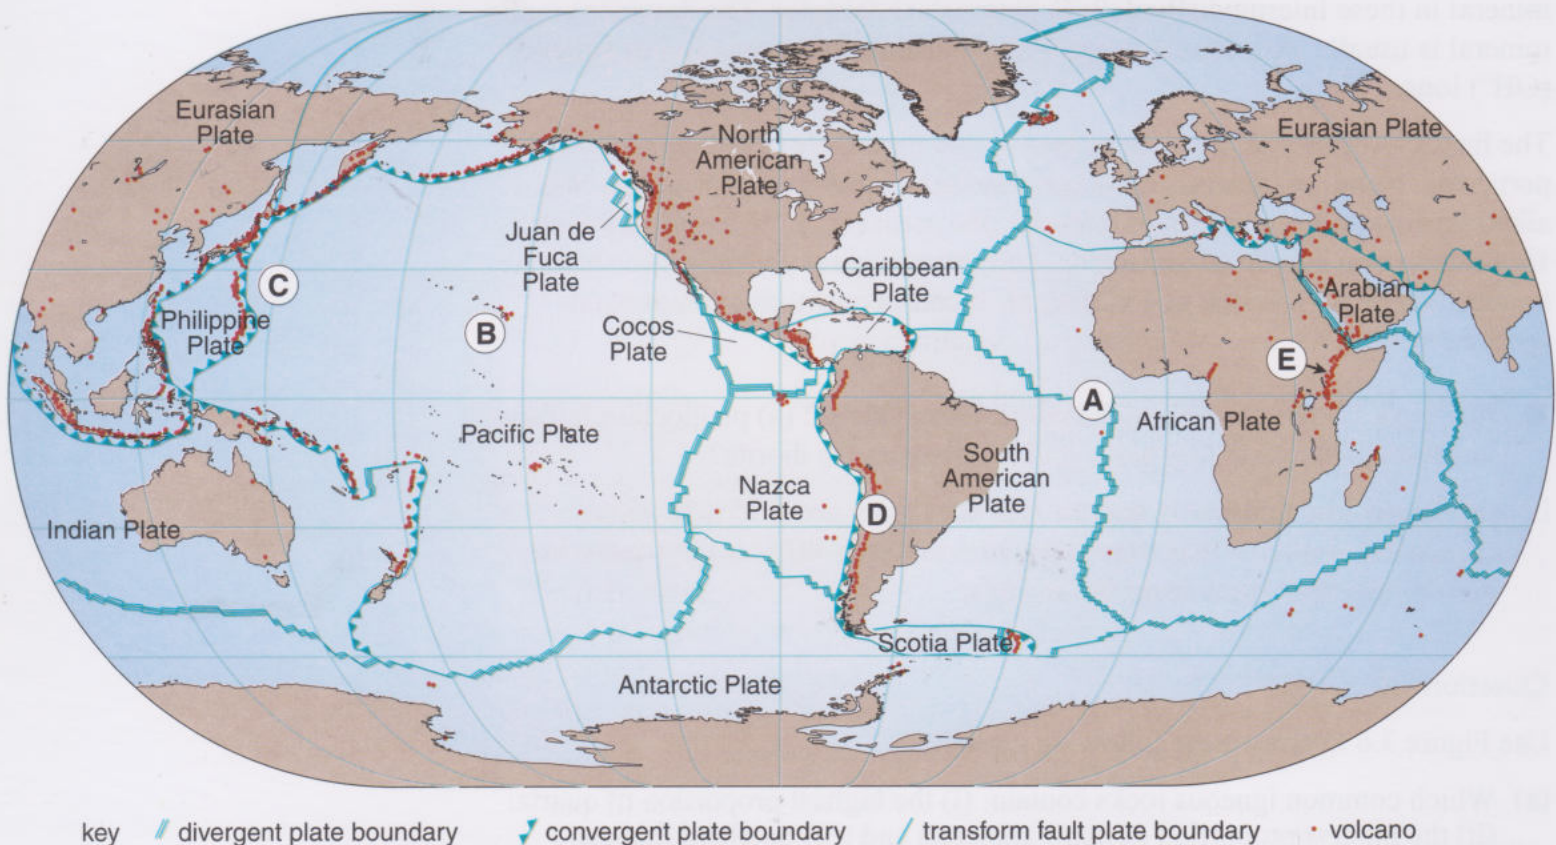 Eurasian
Plate
North
American
Plate
Eurasian Plate
Juan de
Fuca
Plate
Caribbean
Plate
Arabian
Plate
C
B
Philippine
Plate
Cocos
Plate
E
A
African Plate
Pacific Plate
South
American
Plate
Nazca
Plate
D
Indian Plate
Scotia Plate
Antarctic Plate
key divergent plate boundary convergent plate boundary transform fault plate boundary volcano